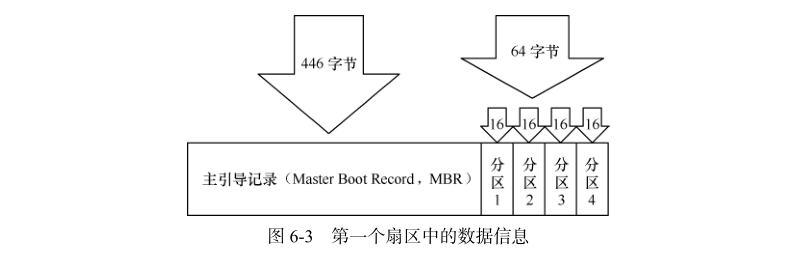 446 字节
64 字节
16 16 16 16
主引导记录（Master Boot Record，MBR）
分区1
分区2
分区3
分区4
图 6-3　第一个扇区中的数据信息